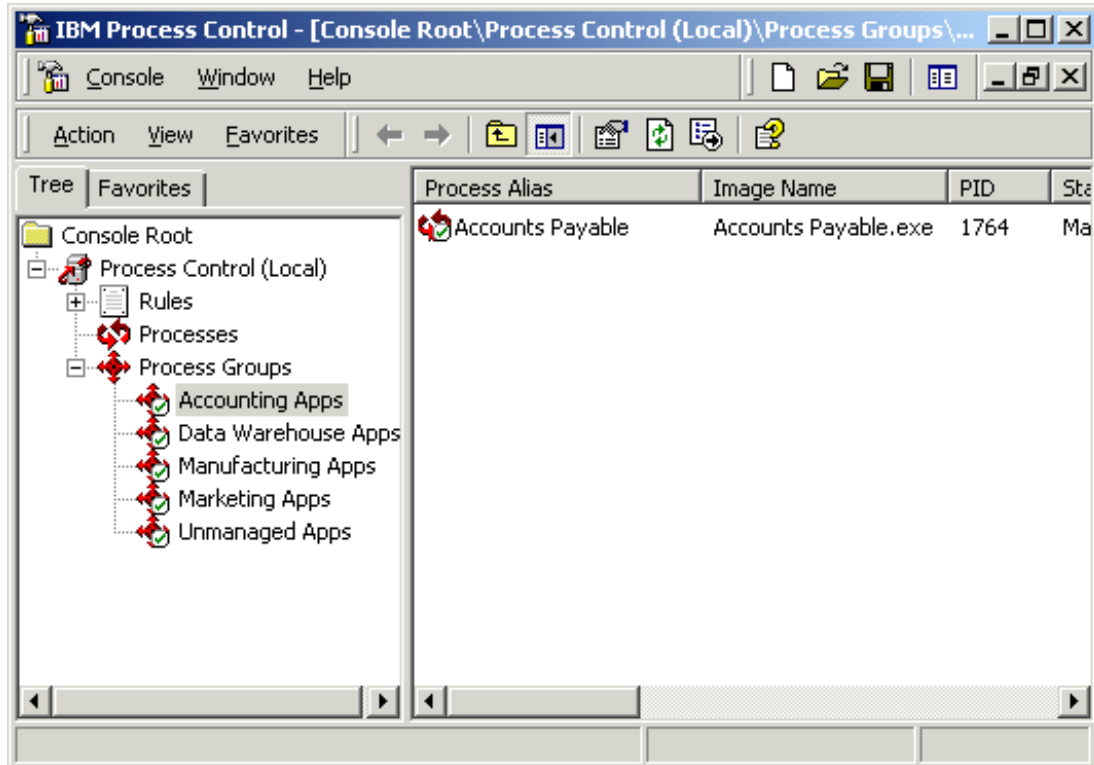 IBM Process Control - [Console Root\Process Control (Local)\Process Groups\...
Console Window Help
Action View Favorites
Tree Favorites
Process Alias Image Name PID Sta
Console Root
Process Control (Local)
Rules
Processes
Process Groups
Accounting Apps
Data Warehouse Apps
Manufacturing Apps
Marketing Apps
Unmanaged Apps
Accounts Payable Accounts Payable.exe 1764 Ma